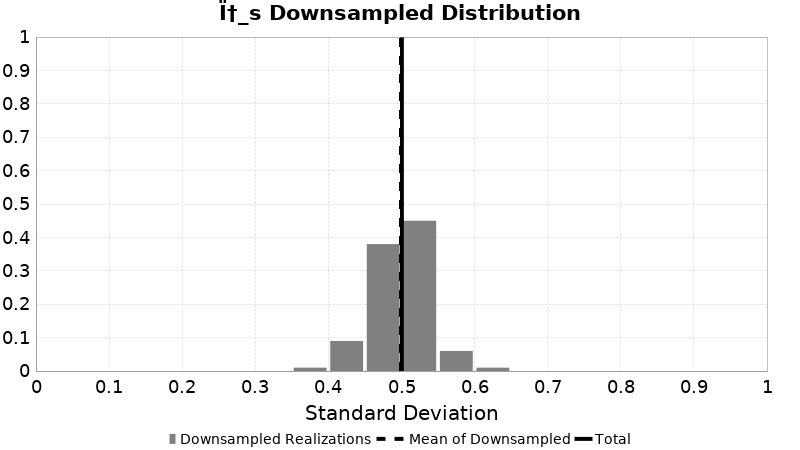 Ï†_s Downsampled Distribution
1
0.9
0.8
0.7
0.6
0.5
0.4
0.3
0.2
0.1
0
0 0.1 0.2 0.3 0.4 0.5 0.6 0.7 0.8 0.9 1
Standard Deviation
Downsampled Realizations Mean of Downsampled Total